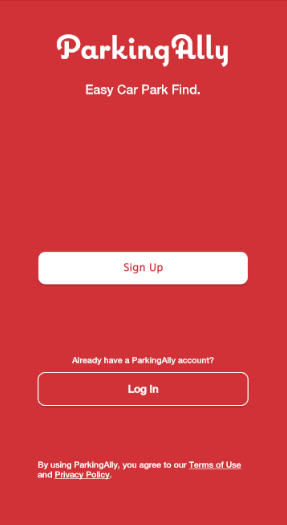 ParkingAlly
Easy Car Park Find.
Sign Up
Already have a ParkingAlly account?
Log In
By using ParkingAlly, you agree to our Terms of Use
and Privacy Policy.